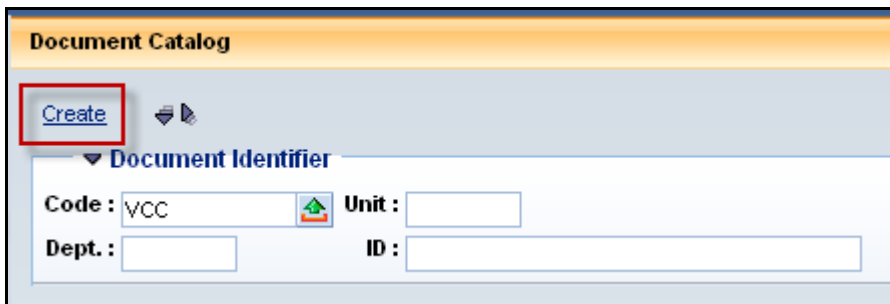 Document Catalog
Create
Document Identifier
Code : VCC Unit :
Dept. : ID :